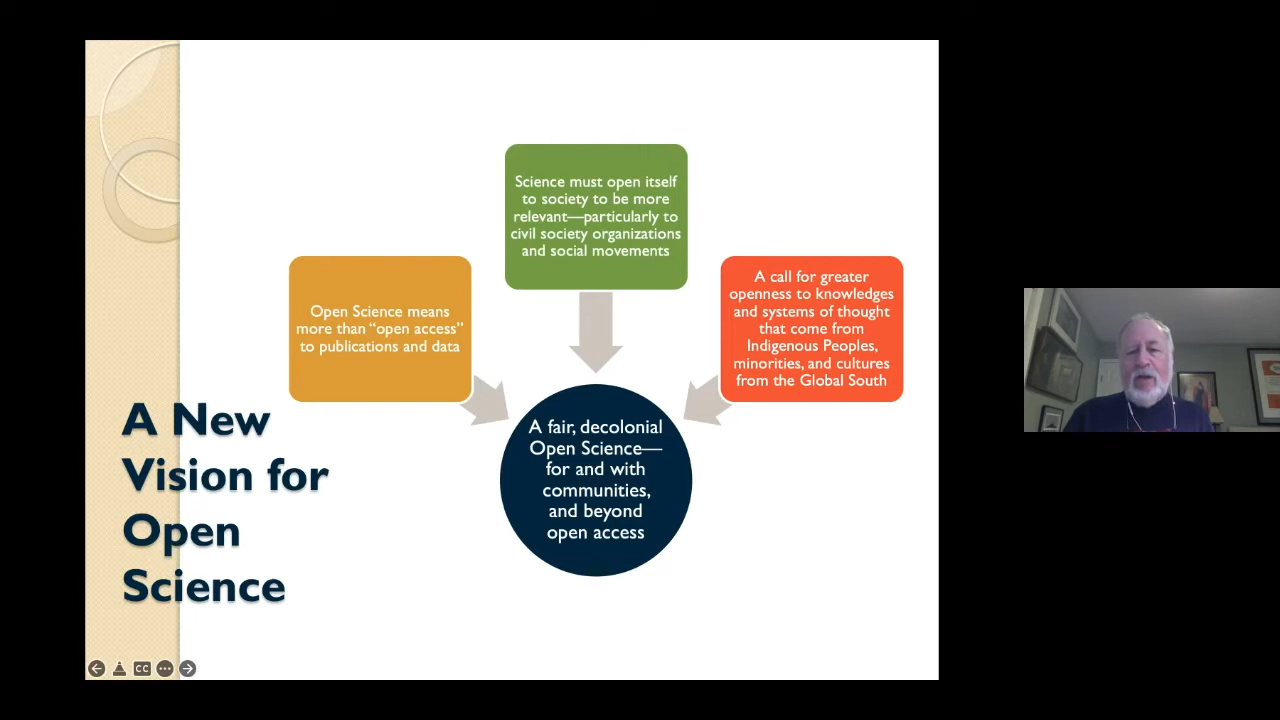 A New
Vision for
Open
Science
Open Science means
more than “open access”
to publications and data
Science must open itself
to society to be more
relevant—particularly to
civil society organizations
and social movements
A call for greater
openness to knowledges
and systems of thought
that come from
Indigenous Peoples,
minorities, and cultures
from the Global South
A fair, decolonial
Open Science—
for and with
communities,
and beyond
open access
CC